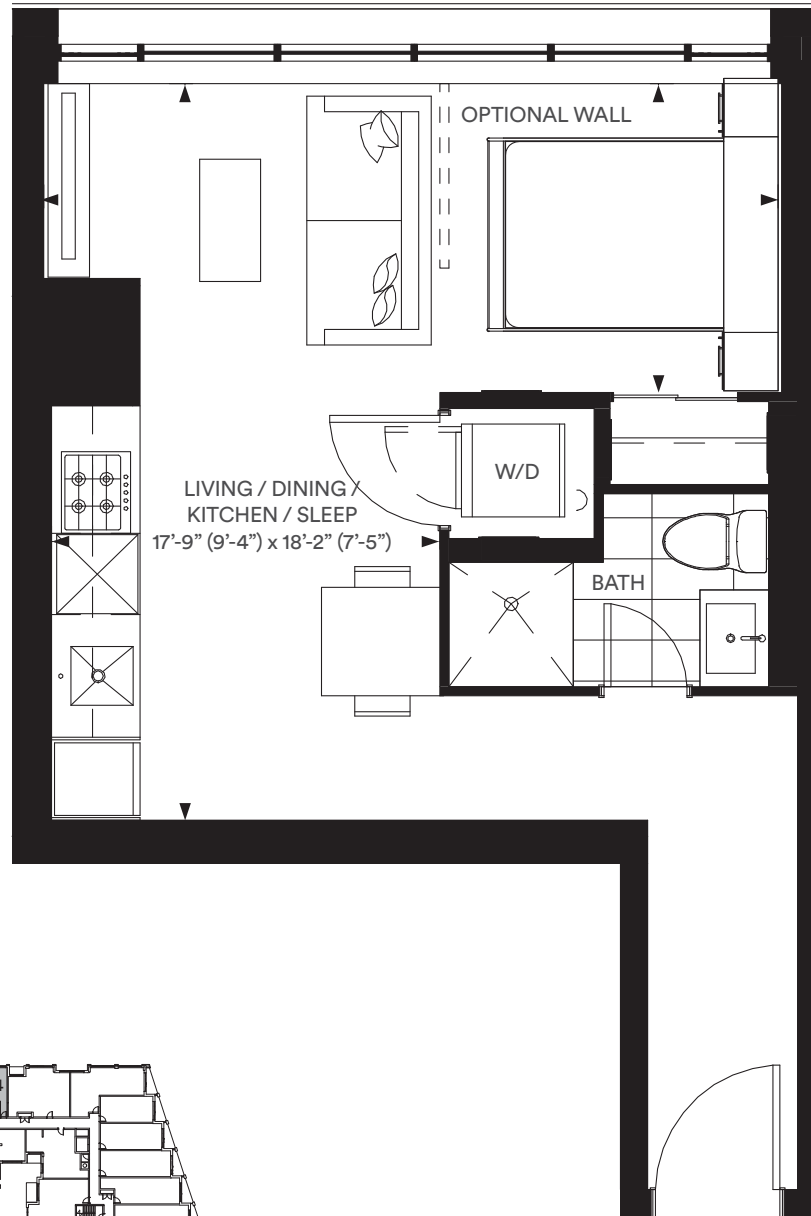 OPTIONAL WALL
W/D
LIVING / DINING /
KITCHEN / SLEEP
17'-9" (9'-4") x 18'-2" (7'-5")
BATH